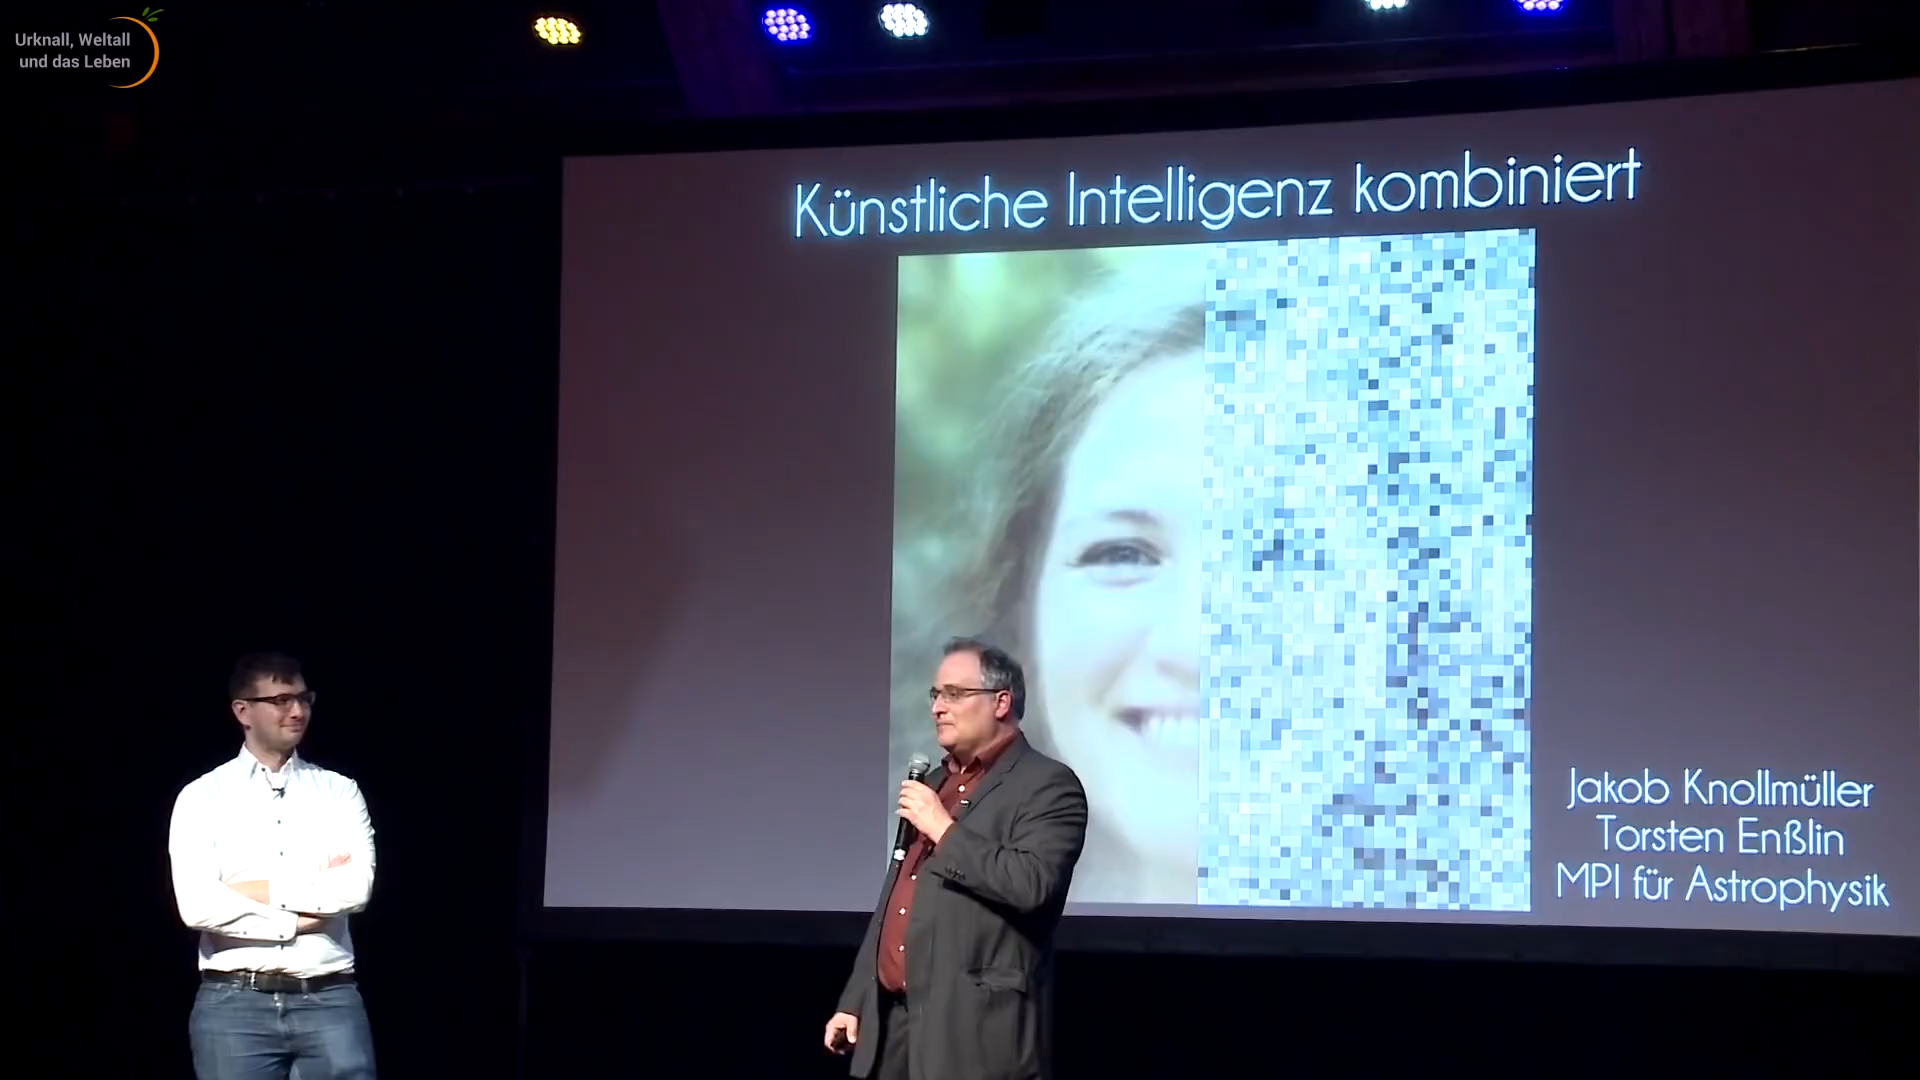 Urknall, Weltall
und das Leben
Künstliche Intelligenz kombiniert
Jakob Knollmüller
Torsten Enßlin
MPI für Astrophysik